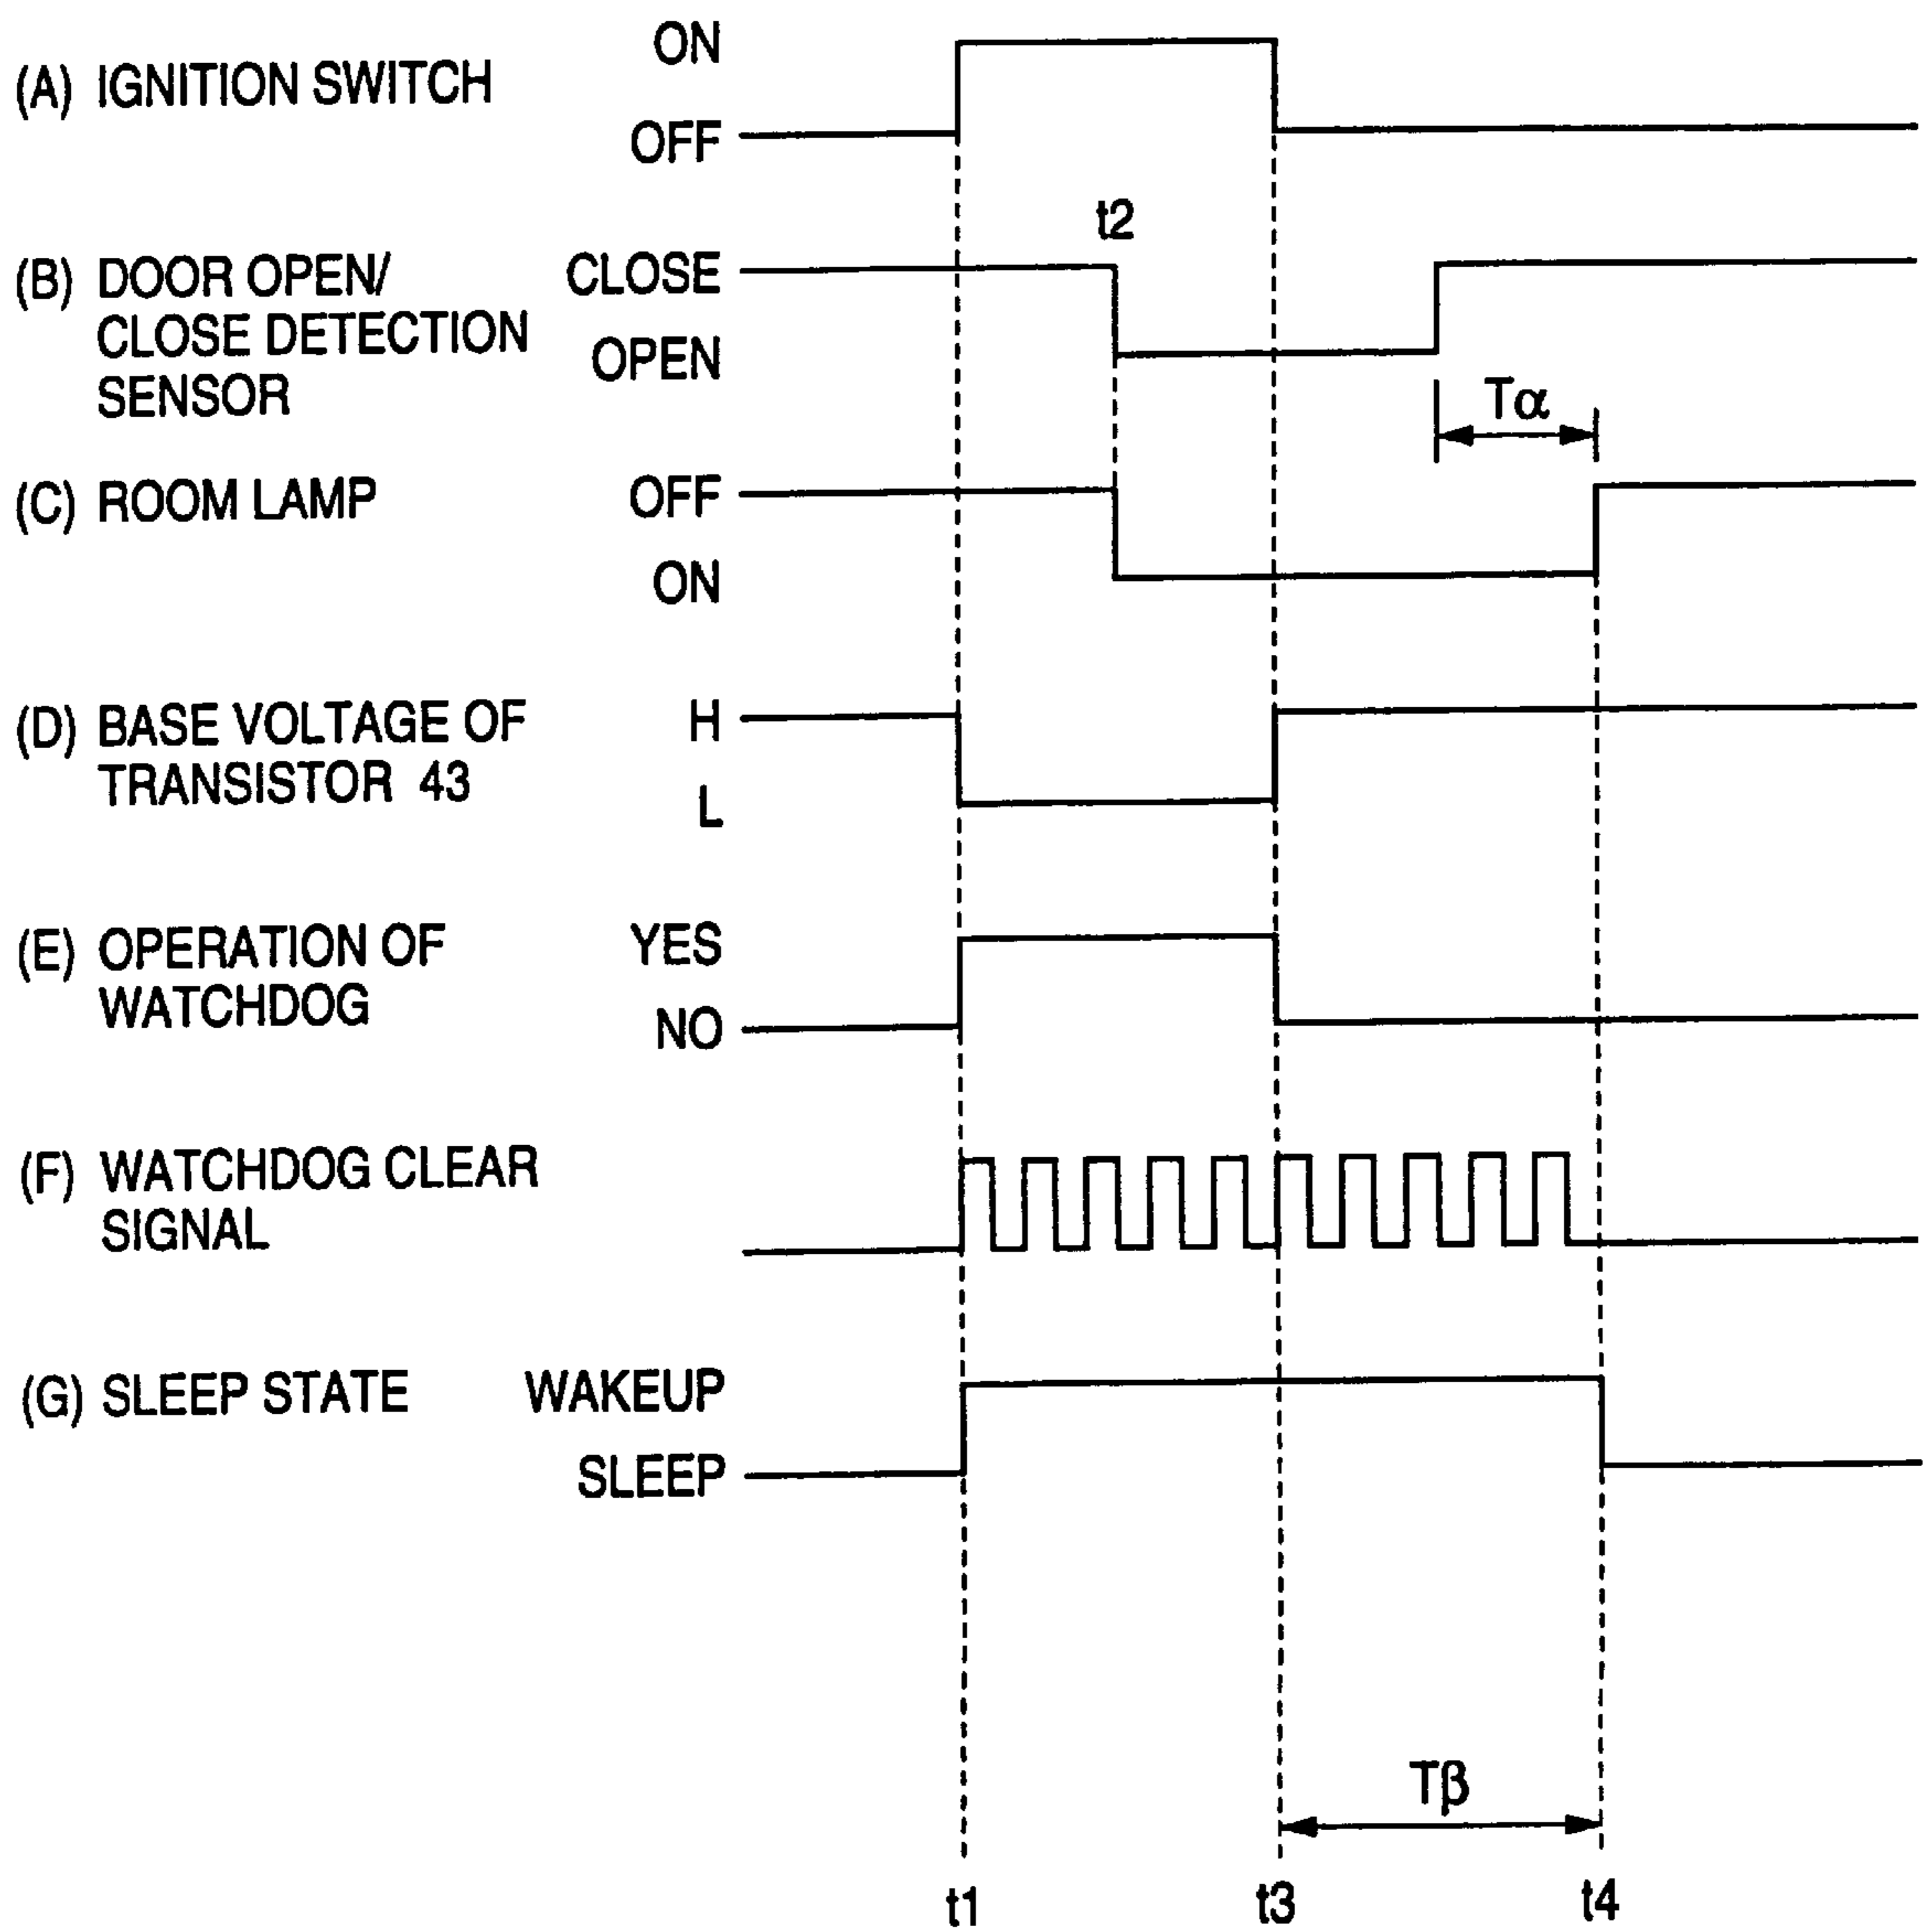 (A) IGNITION SWITCH
ON
OFF
t2
(B) DOOR OPEN/
CLOSE DETECTION
SENSOR
CLOSE
OPEN
Tα
(C) ROOM LAMP
OFF
ON
(D) BASE VOLTAGE OF
TRANSISTOR 43
H
L
(E) OPERATION OF
WATCHDOG
YES
NO
(F) WATCHDOG CLEAR
SIGNAL
(G) SLEEP STATE
WAKEUP
SLEEP
Tβ
t1
t3
t4